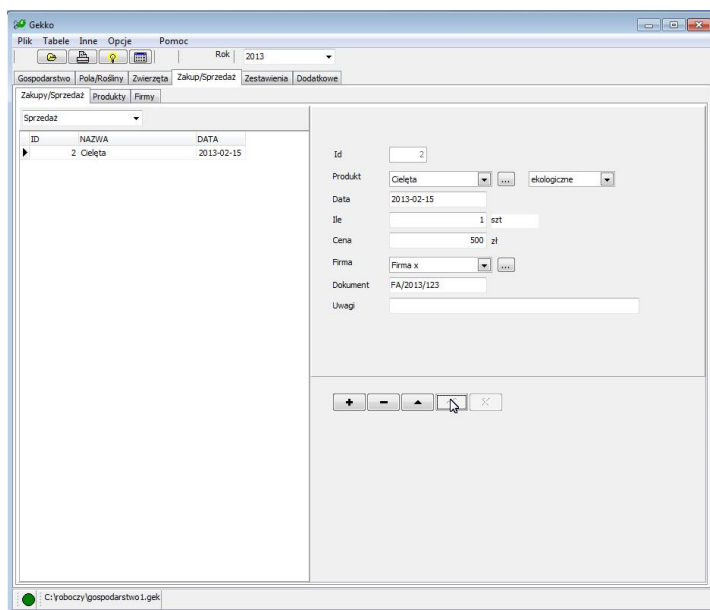 Gekko
Plik Tabele Inne Opcje Pomoc
Rok 2013
Gospodarstwo Pola/Rośliny Zwierzęta Zakup/Sprzedaż Zestawienia Dodatkowe
Zakupy/Sprzedaż Produkty Firmy
Sprzedaż
ID NAZWA DATA
2 Cielęta 2013-02-15
Id 2
Produkt Cielęta ... ekologiczne
Data 2013-02-15
Ile 1 szt
Cena 500 zł
Firma Firma x ...
Dokument FA/2013/123
Uwagi
C:\roboczy\gospodarstwo1.gek